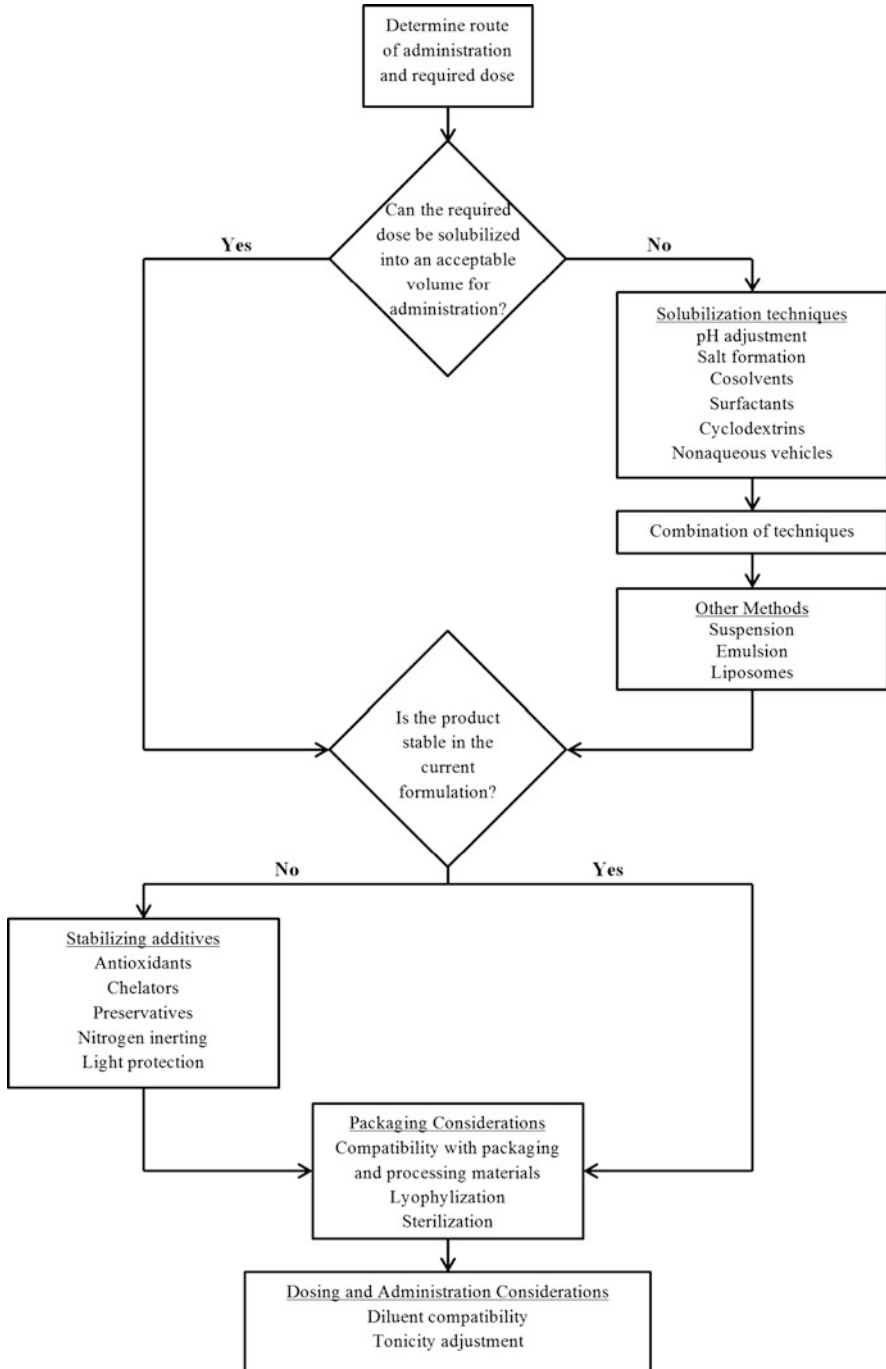 Determine route
of administration
and required dose
Can the required
dose be solubilized
into an acceptable
volume for
administration?
Yes
No
Solubilization techniques
pH adjustment
Salt formation
Cosolvents
Surfactants
Cyclodextrins
Nonaqueous vehicles
Combination of techniques
Other Methods
Suspension
Emulsion
Liposomes
Is the product
stable in the
current
formulation?
No
Yes
Stabilizing additives
Antioxidants
Chelators
Preservatives
Nitrogen inerting
Light protection
Packaging Considerations
Compatibility with packaging
and processing materials
Lyophylization
Sterilization
Dosing and Administration Considerations
Diluent compatibility
Tonicity adjustment